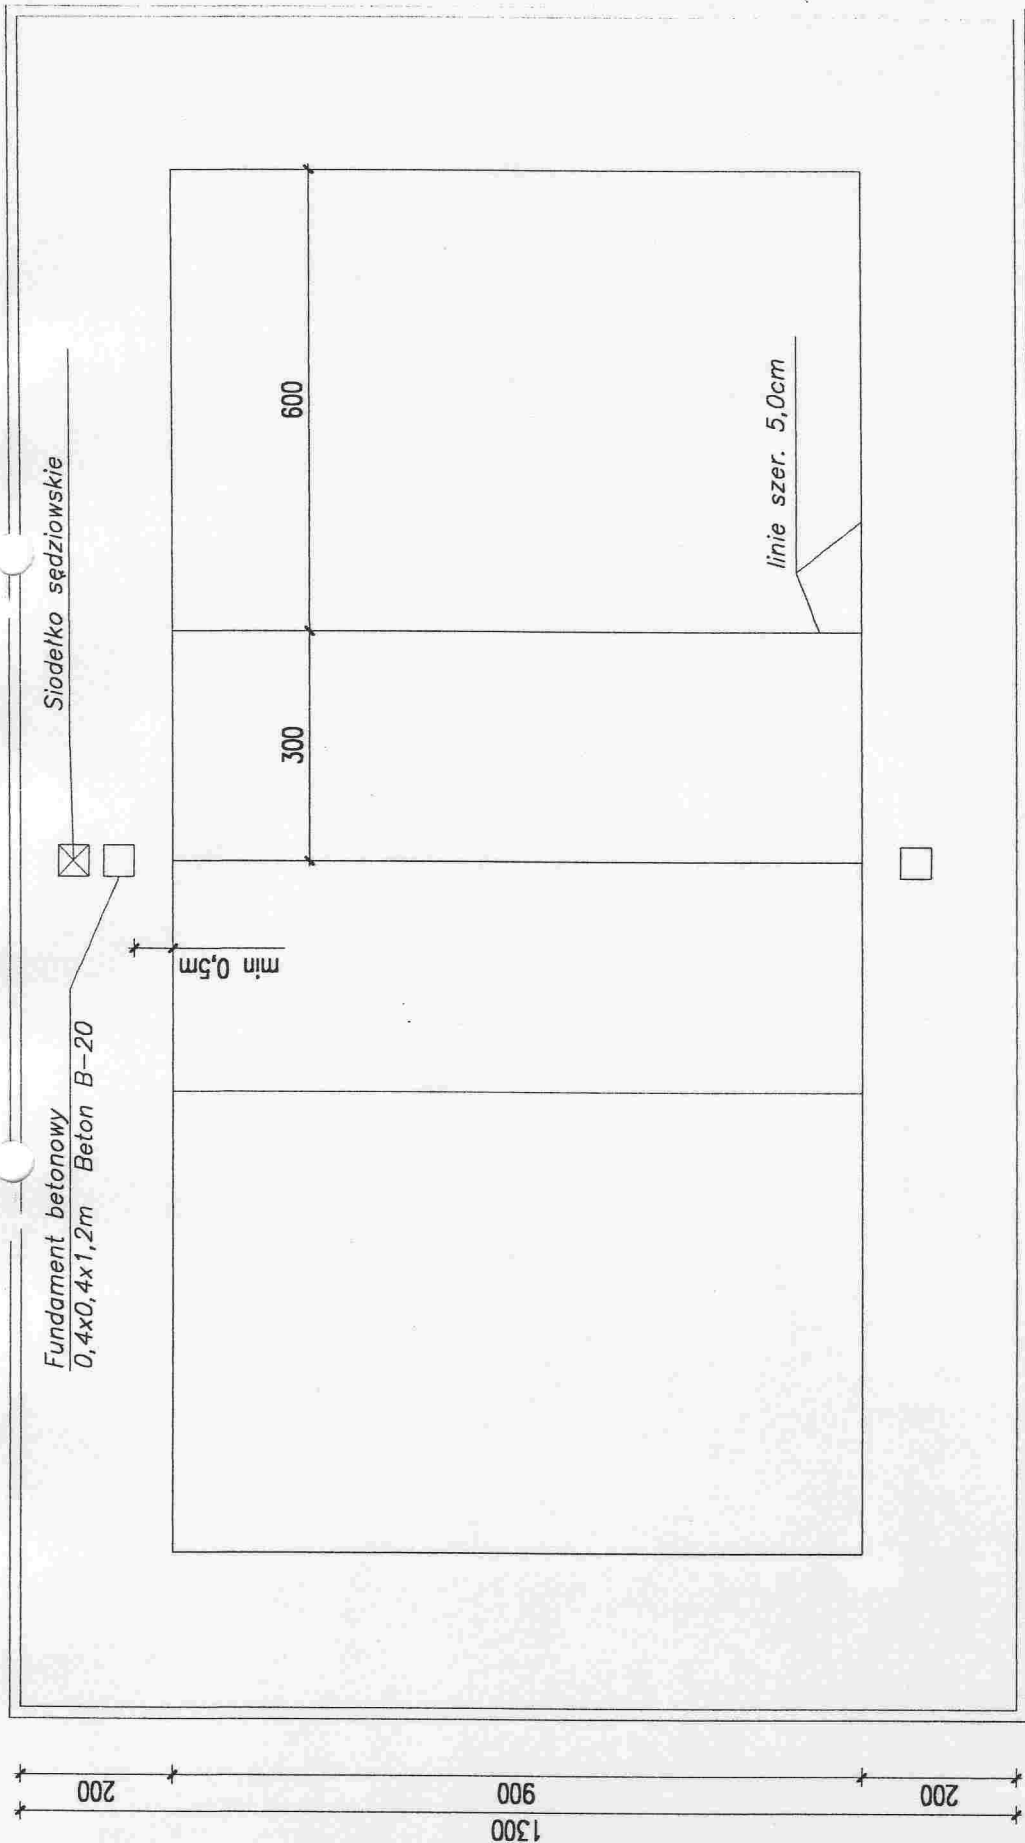 Siodełko sędziowskie
Fundament betonowy
0,4x0,4x1,2m Beton B-20
min 0,5m
600
300
linie szer. 5,0cm
200
900
200
1300